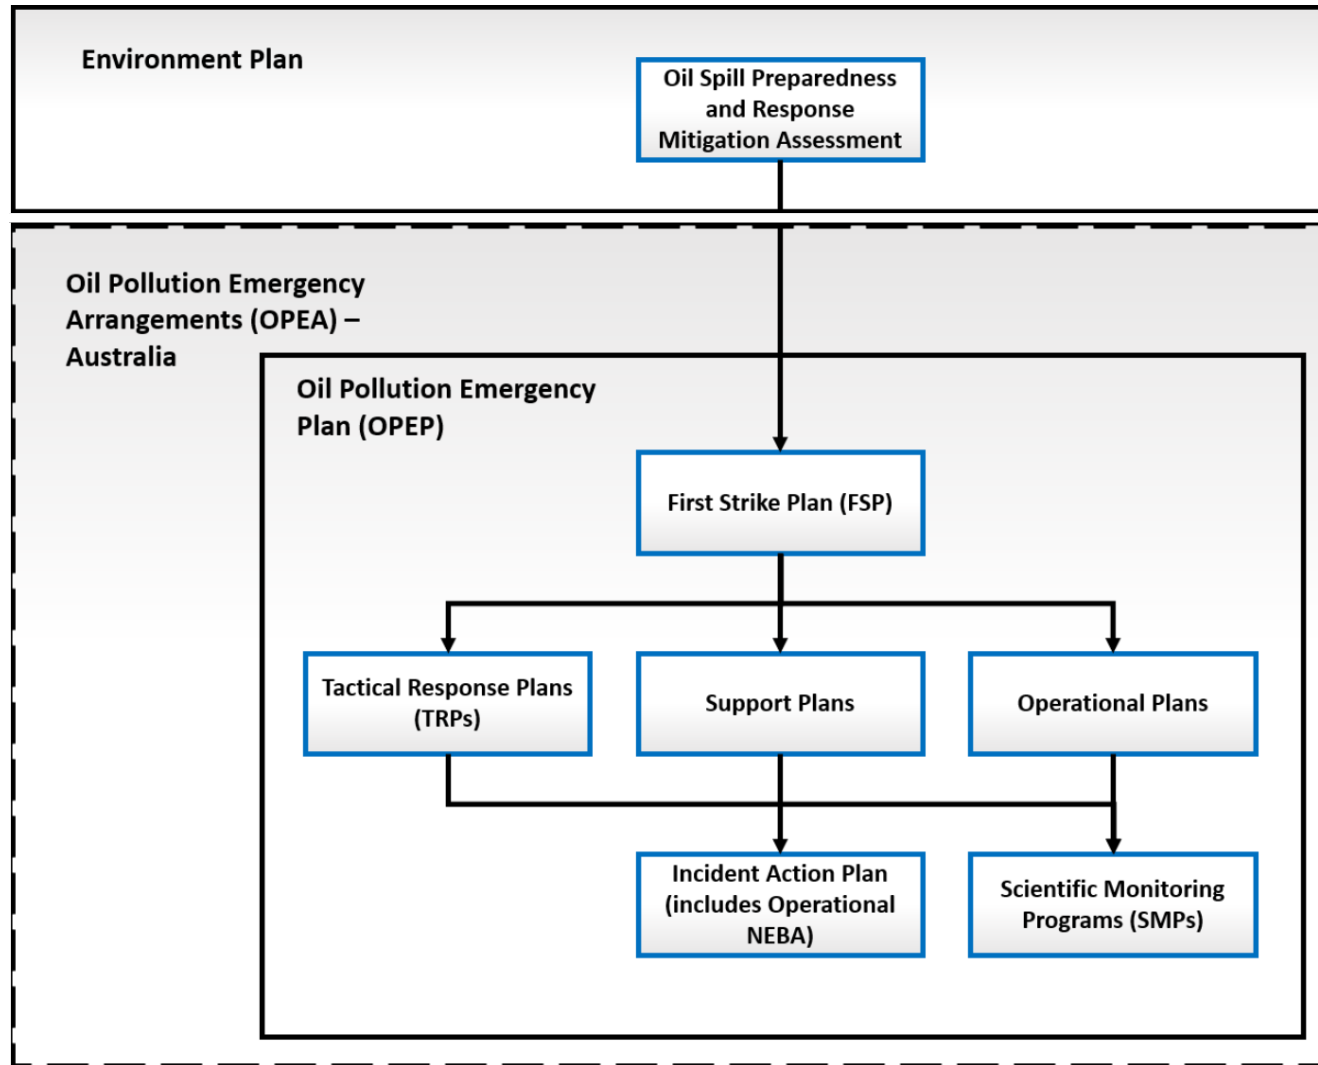 Environment Plan
Oil Spill Preparedness
and Response
Mitigation Assessment
Oil Pollution Emergency
Arrangements (OPEA) –
Australia
Oil Pollution Emergency
Plan (OPEP)
First Strike Plan (FSP)
Tactical Response Plans
(TRPs)
Support Plans
Operational Plans
Incident Action Plan
(includes Operational
NEBA)
Scientific Monitoring
Programs (SMPs)